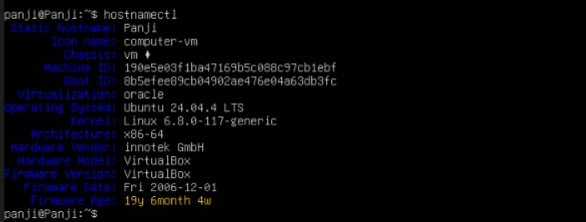 panji@Panji:~$ hostnamectl
Static hostname: Panji
Icon name: computer-vm
Chassis: vm
Machine ID: 190e5e03f1ba47169b5c088c97cb1ebf
Boot ID: 8b5efee89cb04902ae476e04a63db3fc
Virtualization: oracle
Operating System: Ubuntu 24.04.4 LTS
Kernel: Linux 6.8.0-117-generic
Architecture: x86-64
Hardware Vendor: innotek GmbH
Hardware Model: VirtualBox
Firmware Version: VirtualBox
Firmware Date: Fri 2006-12-01
Firmware Age: 19y 6month 4w
panji@Panji:~$